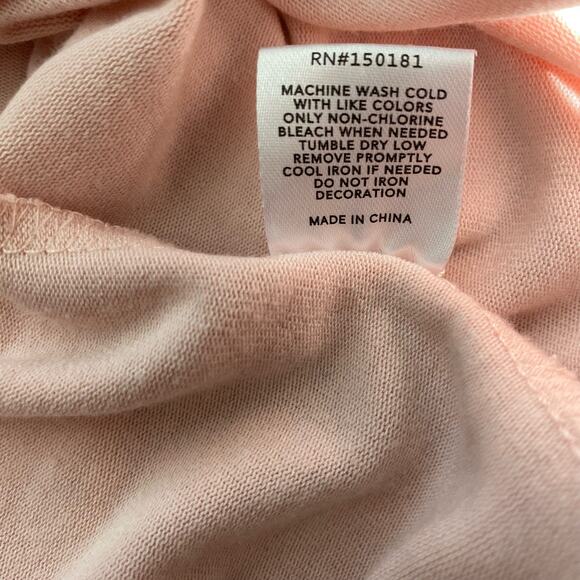 RN#150181
MACHINE WASH COLD
WITH LIKE COLORS
ONLY NON-CHLORINE
BLEACH WHEN NEEDED
TUMBLE DRY LOW
REMOVE PROMPTLY
COOL IRON IF NEEDED
DO NOT IRON
DECORATION
MADE IN CHINA